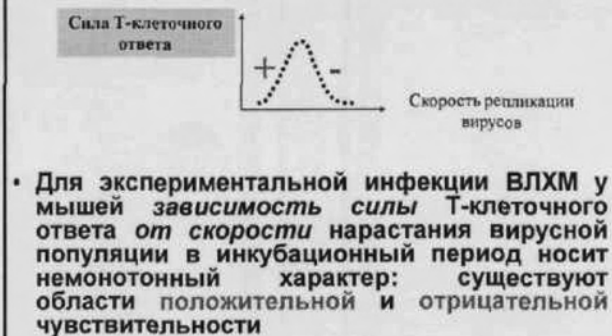 Сила Т-клеточного
ответа
+ -
Скорость репликации
вирусов
• Для экспериментальной инфекции ВЛХМ у
мышей зависимость силы Т-клеточного
ответа от скорости нарастания вирусной
популяции в инкубационный период носит
немонотонный характер: существуют
области положительной и отрицательной
чувствительности